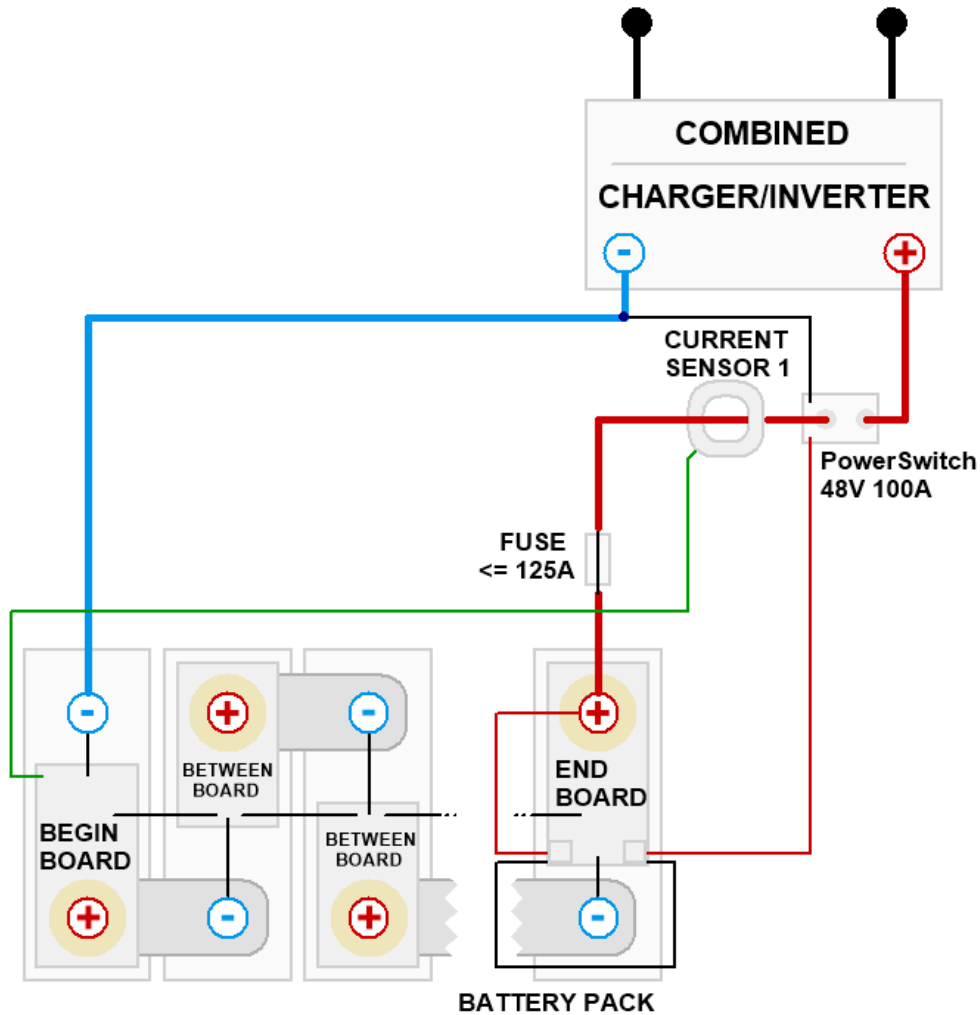 COMBINED
CHARGER/INVERTER
-
+
CURRENT
SENSOR 1
PowerSwitch
48V 100A
FUSE
<= 125A
-
+
-
+
BETWEEN
BOARD
END
BOARD
BEGIN
BOARD
BETWEEN
BOARD
+
-
+
-
BATTERY PACK